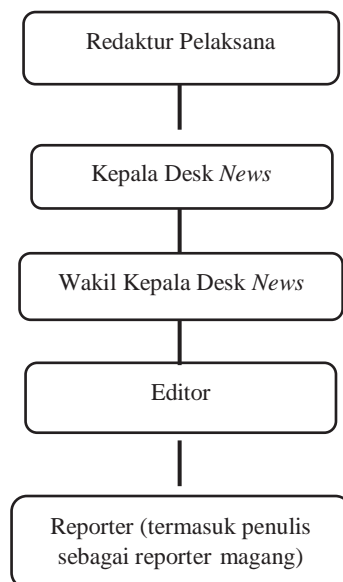 Redaktur Pelaksana
Kepala Desk News
Wakil Kepala Desk News
Editor
Reporter (termasuk penulis
sebagai reporter magang)